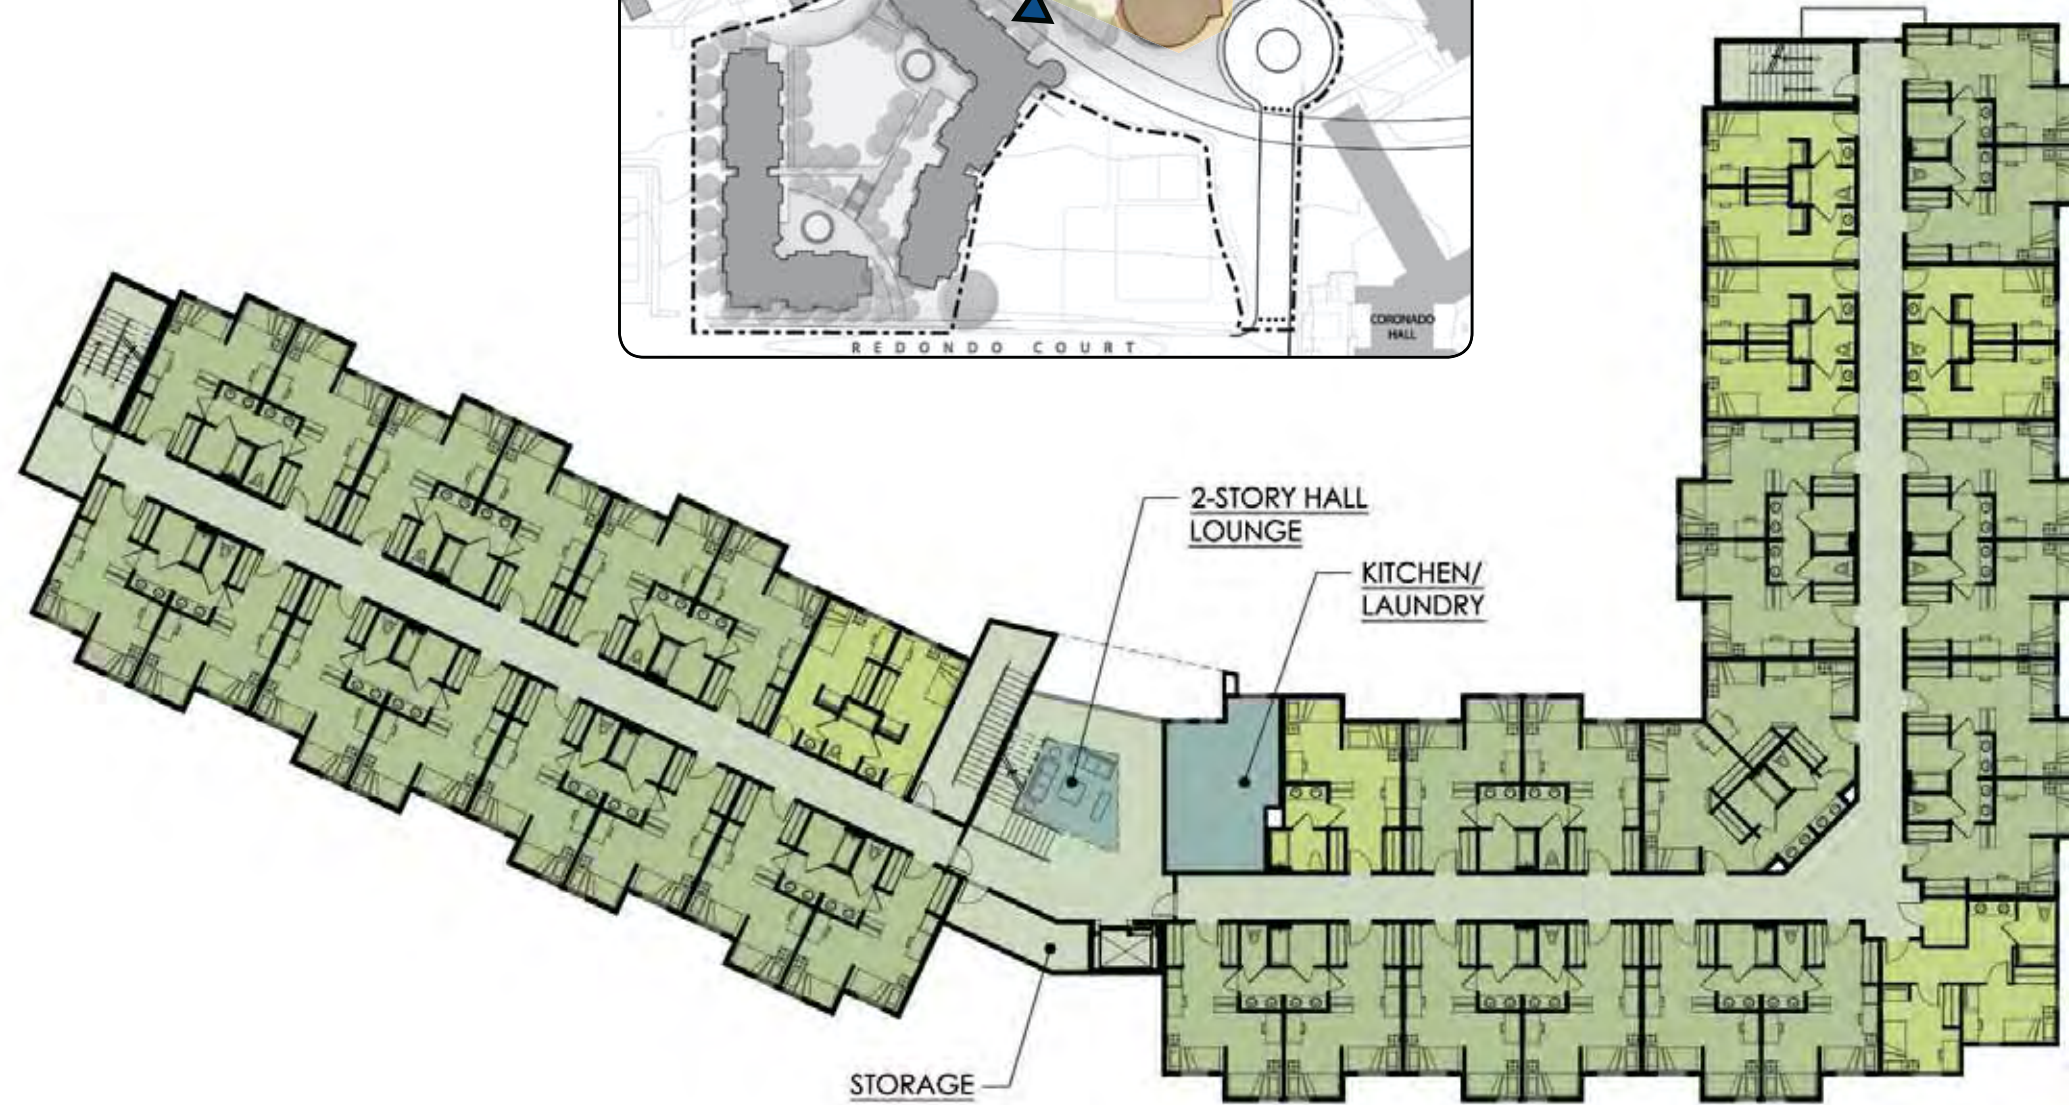 CORONADO
HALL
REDONDO COURT
2-STORY HALL
LOUNGE
KITCHEN/
LAUNDRY
STORAGE